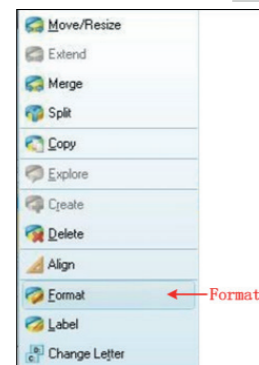 Move/Resize
Extend
Merge
Split
Copy
Explore
Create
Delete
Align
Format
Format
Label
Change Letter